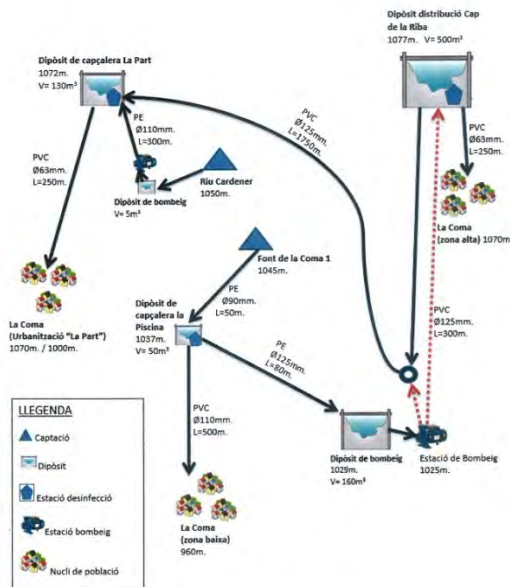 Dipòsit distribució Cap
de la Riba
1077m. V= 500m³
Dipòsit de capçalera La Part
1072m.
V= 130m³
PE
Ø110mm.
L=300m.
PVC
Ø125mm.
L=1750m.
PVC
Ø63mm.
L=250m.
PVC
Ø63mm.
L=250m.
Riu Cardener
1050m.
Dipòsit de bombeig
V= 5m³
La Coma
(zona alta) 1070m
Font de la Coma 1
1045m.
La Coma
(Urbanització "La Part")
1070m. / 1000m.
Dipòsit de
capçalera la
Piscina
1037m.
V= 50m³
PE
Ø90mm.
L=50m.
PVC
Ø125mm.
L=300m.
PE
Ø125mm.
L=80m.
PVC
Ø110mm.
L=500m.
Dipòsit de bombeig
1029m.
V= 160m³
Estació de Bombeig
1025m.
La Coma
(zona baixa)
960m.
LLEGENDA
Captació
Dipòsit
Estació desinfecció
Estació bombeig
Nucli de població